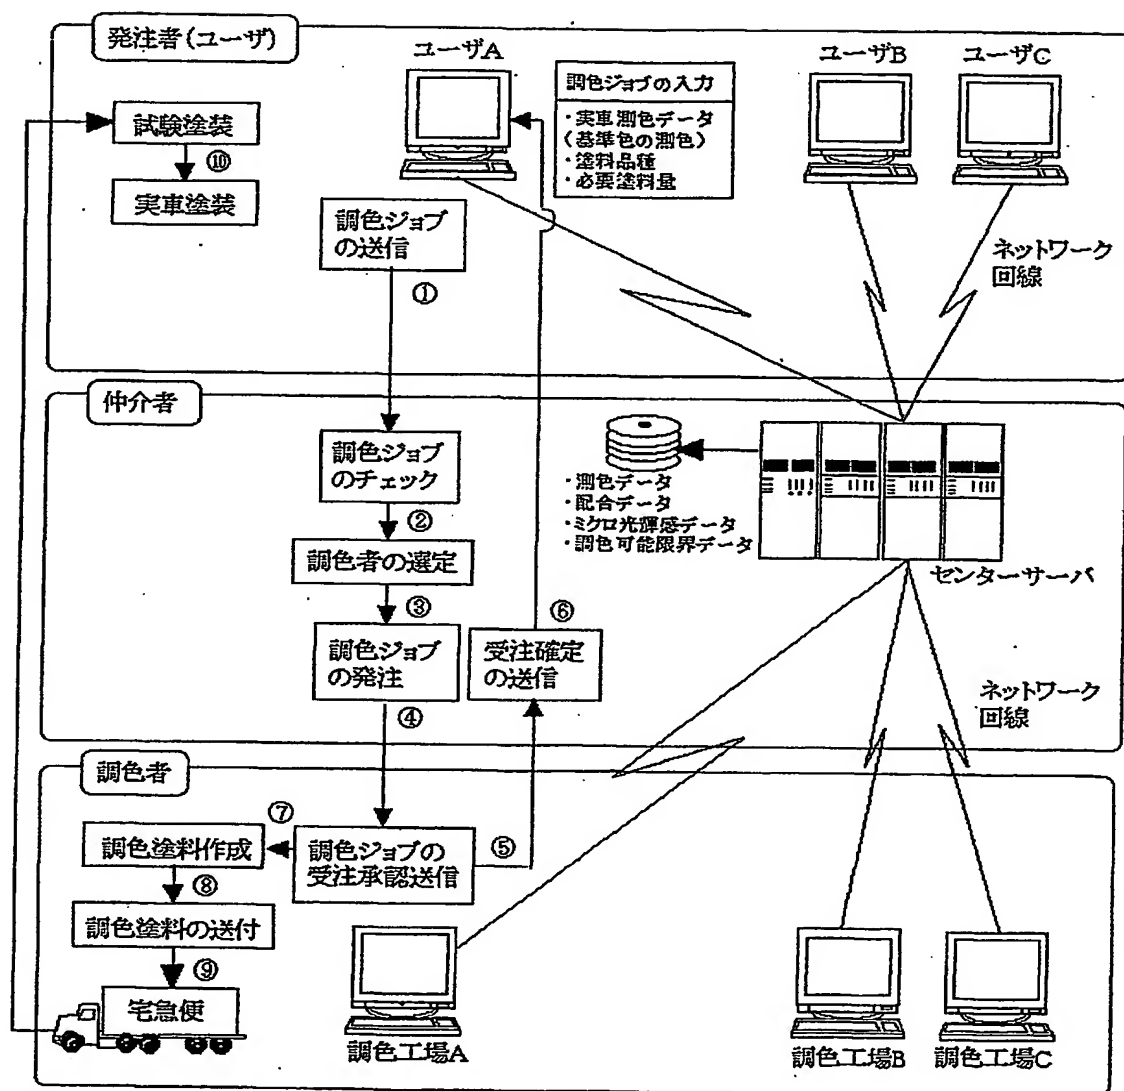 発注者(ユーザ)
ユーザA
ユーザB
ユーザC
調色ジョブの入力
・実車測色データ
(基準色の測色)
・塗料品種
・必要塗料量
試験塗装
⑩
実車塗装
調色ジョブ
の送信
①
ネットワーク
回線
仲介者
調色ジョブ
のチェック
②
調色者の選定
③
調色ジョブ
の発注
④
⑥
受注確定
の送信
・測色データ
・配合データ
・ミクロ光輝感データ
・調色可能限界データ
センターサーバ
ネットワーク
回線
調色者
⑦
調色塗料作成
調色ジョブの
受注承認送信
⑤
⑧
調色塗料の送付
⑨
宅急便
調色工場A
調色工場B
調色工場C